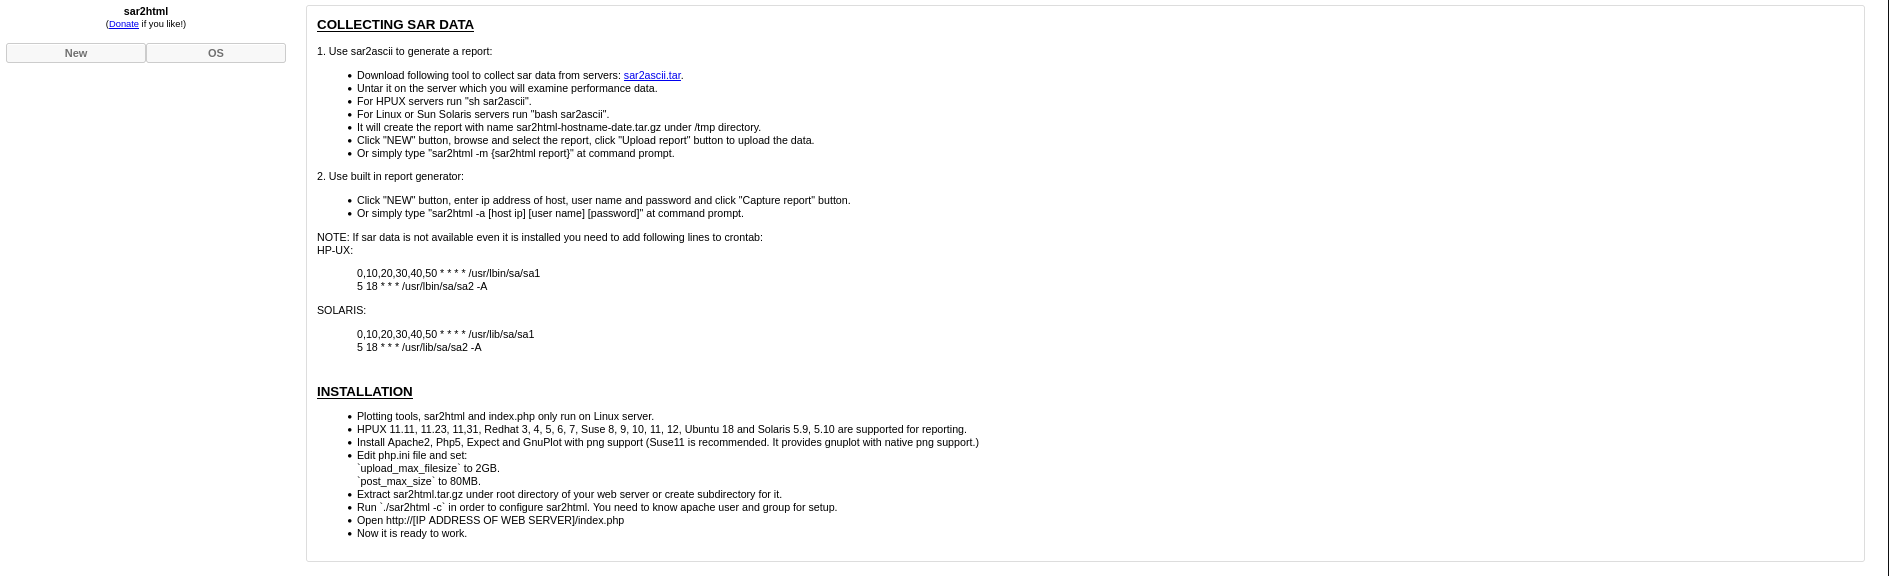 sar2html
(Donate if you like!)
New
OS
COLLECTING SAR DATA
1. Use sar2ascii to generate a report:
• Download following tool to collect sar data from servers: sar2ascii.tar.
• Untar it on the server which you will examine performance data.
• For HPUX servers run "sh sar2ascii".
• For Linux or Sun Solaris servers run "bash sar2ascii".
• It will create the report with name sar2html-hostname-date.tar.gz under /tmp directory.
• Click "NEW" button, browse and select the report, click "Upload report" button to upload the data.
• Or simply type "sar2html -m {sar2html report}" at command prompt.
2. Use built in report generator:
• Click "NEW" button, enter ip address of host, user name and password and click "Capture report" button.
• Or simply type "sar2html -a [host ip] [user name] [password]" at command prompt.
NOTE: If sar data is not available even it is installed you need to add following lines to crontab:
HP-UX:
0,10,20,30,40,50 * * * * /usr/lbin/sa/sa1
5 18 * * * /usr/lbin/sa/sa2 -A
SOLARIS:
0,10,20,30,40,50 * * * * /usr/lib/sa/sa1
5 18 * * * /usr/lib/sa/sa2 -A
INSTALLATION
• Plotting tools, sar2html and index.php only run on Linux server.
• HPUX 11.11, 11.23, 11,31, Redhat 3, 4, 5, 6, 7, Suse 8, 9, 10, 11, 12, Ubuntu 18 and Solaris 5.9, 5.10 are supported for reporting.
• Install Apache2, Php5, Expect and GnuPlot with png support (Suse11 is recommended. It provides gnuplot with native png support.)
• Edit php.ini file and set:
`upload_max_filesize` to 2GB.
`post_max_size` to 80MB.
• Extract sar2html.tar.gz under root directory of your web server or create subdirectory for it.
• Run `./sar2html -c` in order to configure sar2html. You need to know apache user and group for setup.
• Open http://[IP ADDRESS OF WEB SERVER]/index.php
• Now it is ready to work.